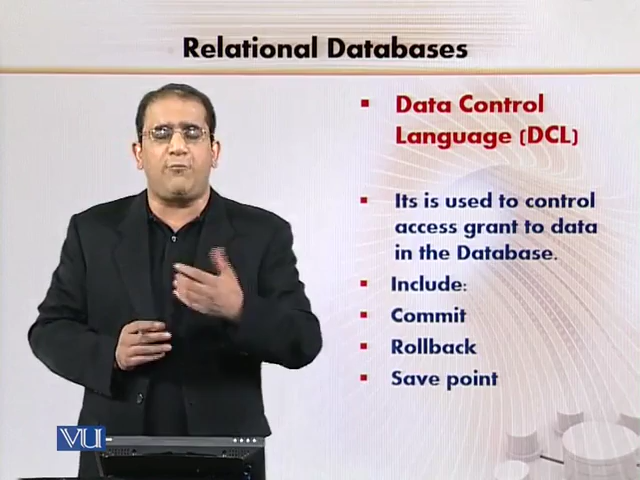 Relational Databases
Data Control
Language (DCL)
Its is used to control
access grant to data
in the Database.
Include:
Commit
Rollback
Save point
VU